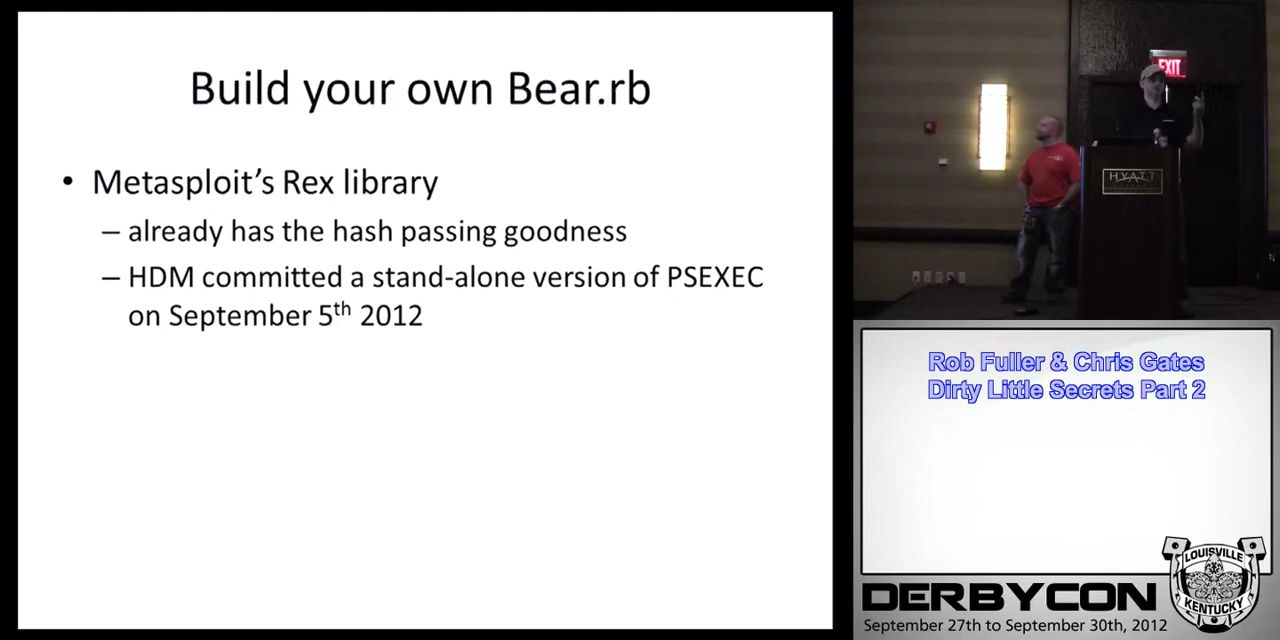 Build your own Bear.rb
• Metasploit's Rex library
– already has the hash passing goodness
– HDM committed a stand-alone version of PSEXEC
on September 5th 2012
EXIT
HYATT
Rob Fuller & Chris Gates
Dirty Little Secrets Part 2
LOUISVILLE
KENTUCKY
DERBYCON
September 27th to September 30th, 2012